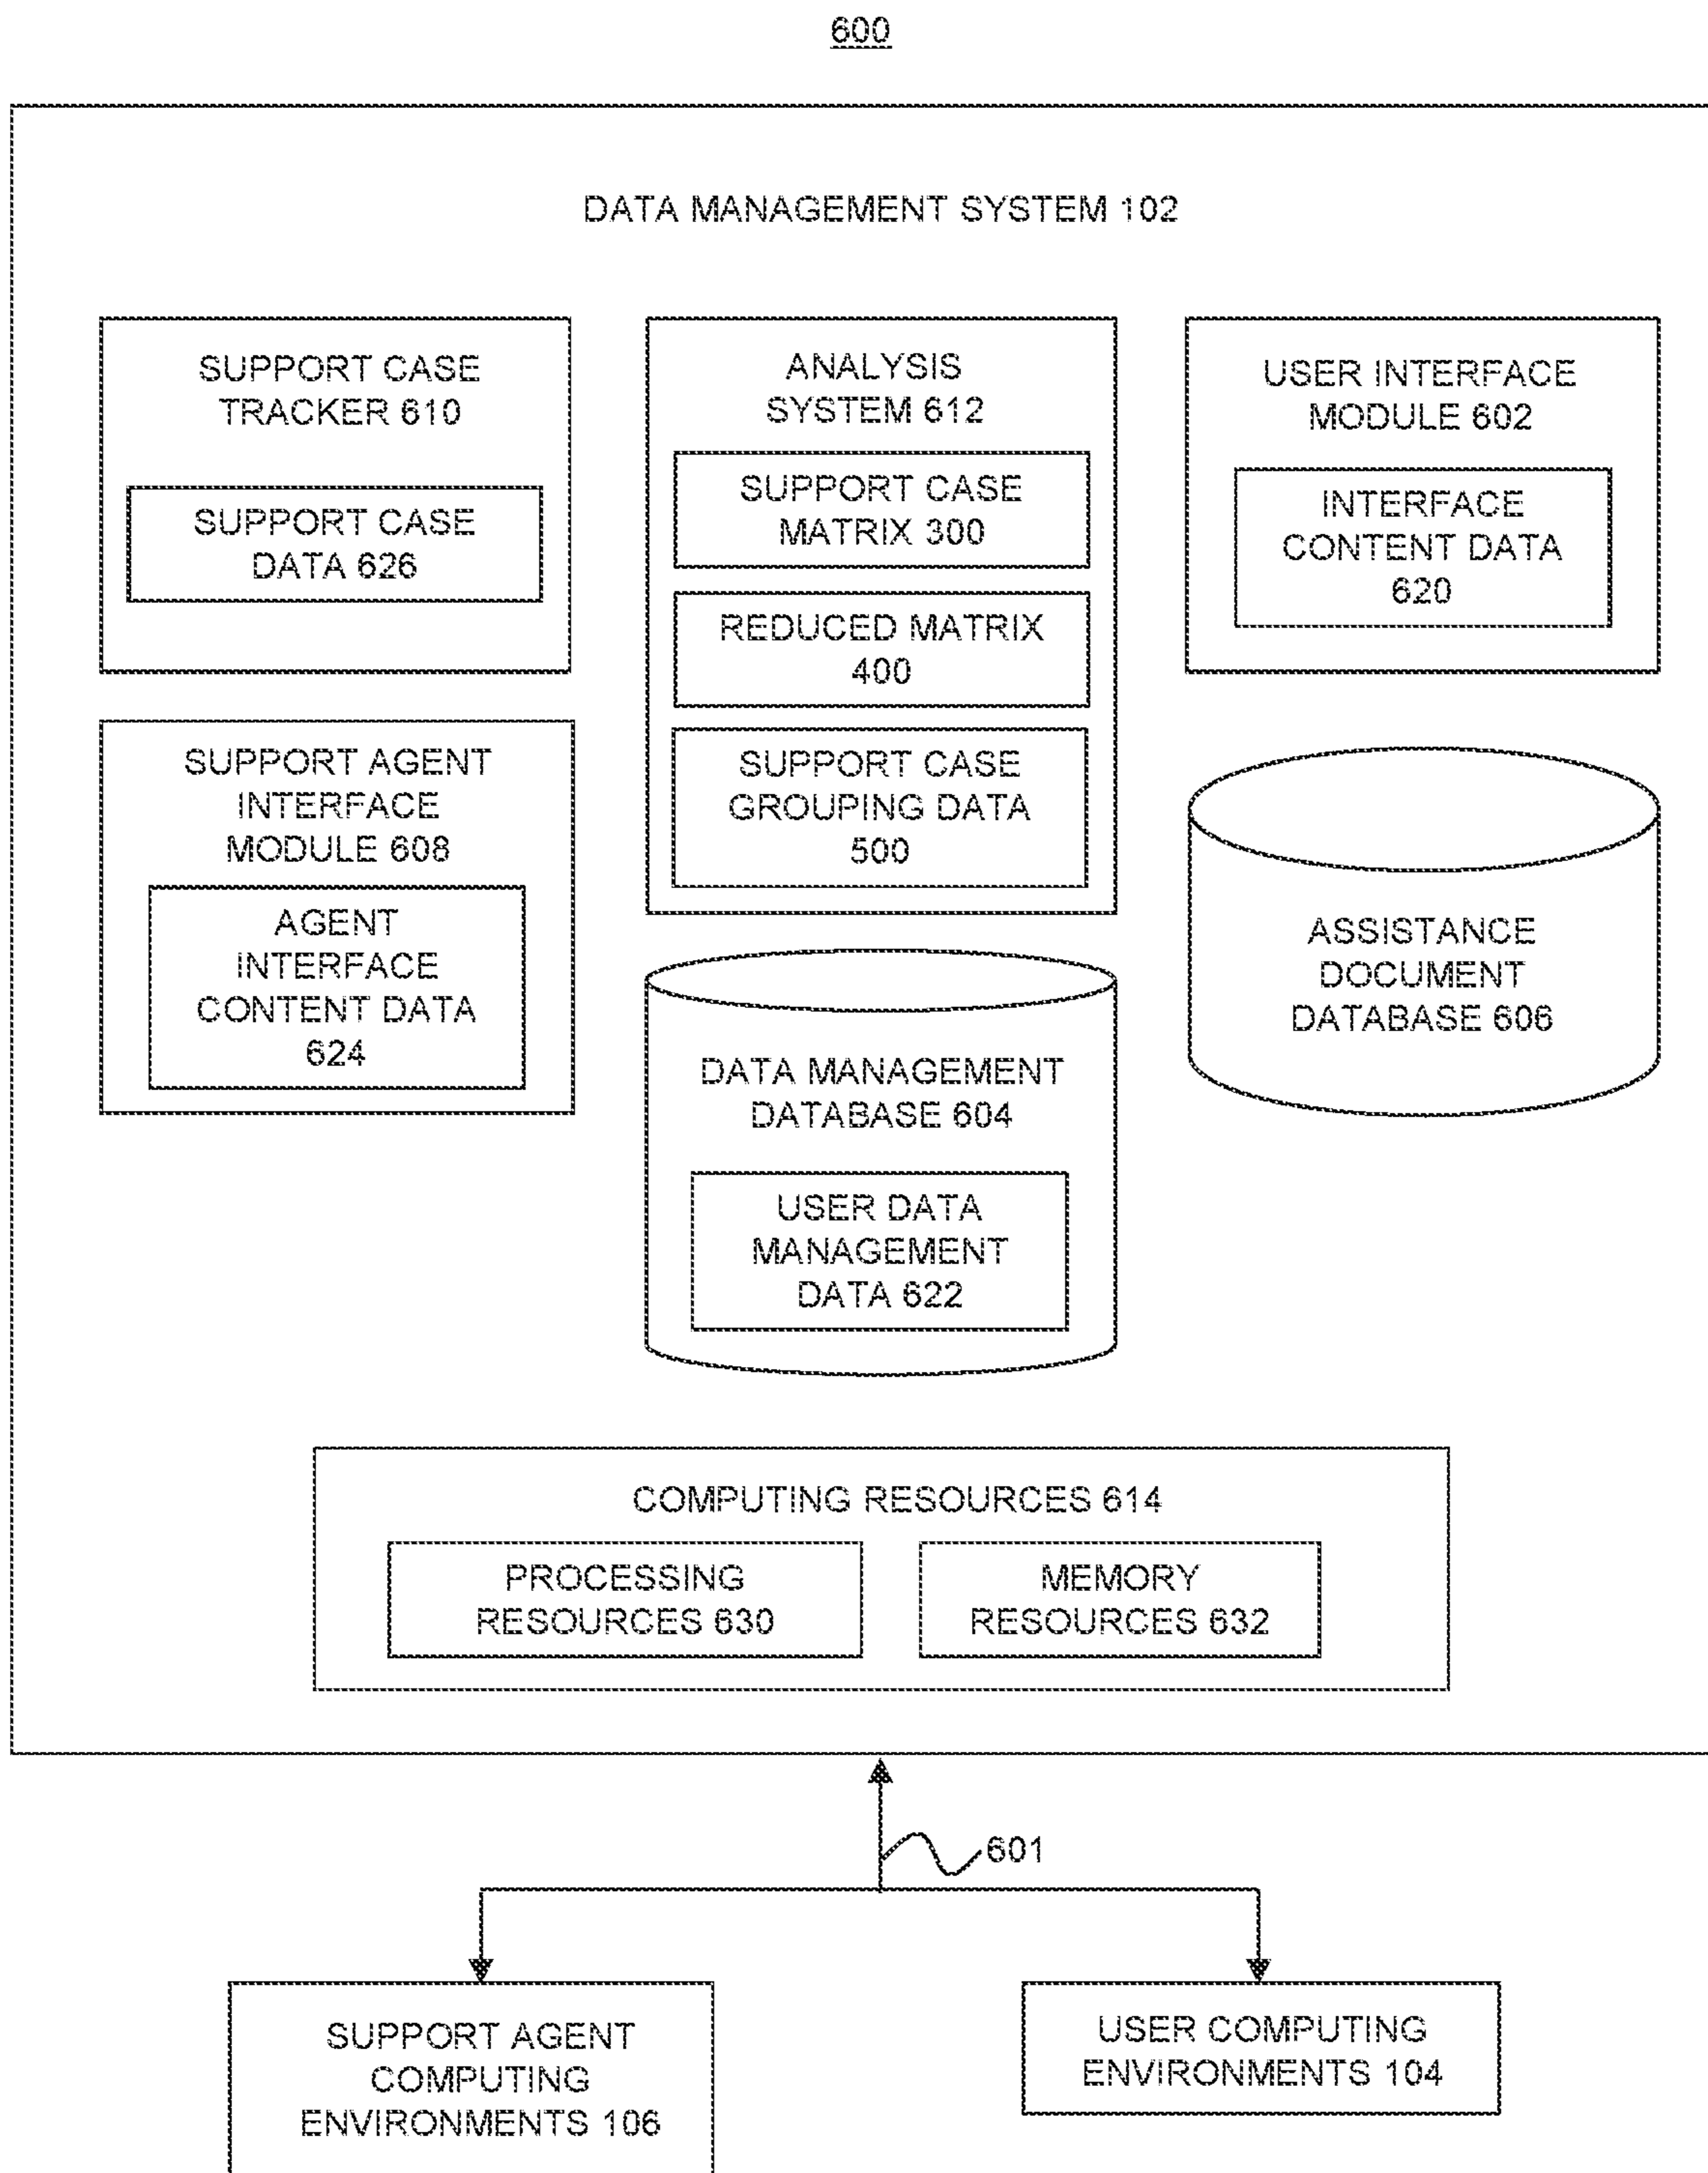 600
DATA MANAGEMENT SYSTEM 102
SUPPORT CASE
TRACKER 610
SUPPORT CASE
DATA 626
ANALYSIS
SYSTEM 612
SUPPORT CASE
MATRIX 300
REDUCED MATRIX
400
SUPPORT CASE
GROUPING DATA
500
USER INTERFACE
MODULE 602
INTERFACE
CONTENT DATA
620
SUPPORT AGENT
INTERFACE
MODULE 608
AGENT
INTERFACE
CONTENT DATA
624
DATA MANAGEMENT
DATABASE 604
USER DATA
MANAGEMENT
DATA 622
ASSISTANCE
DOCUMENT
DATABASE 606
COMPUTING RESOURCES 614
PROCESSING
RESOURCES 630
MEMORY
RESOURCES 632
601
SUPPORT AGENT
COMPUTING
ENVIRONMENTS 106
USER COMPUTING
ENVIRONMENTS 104